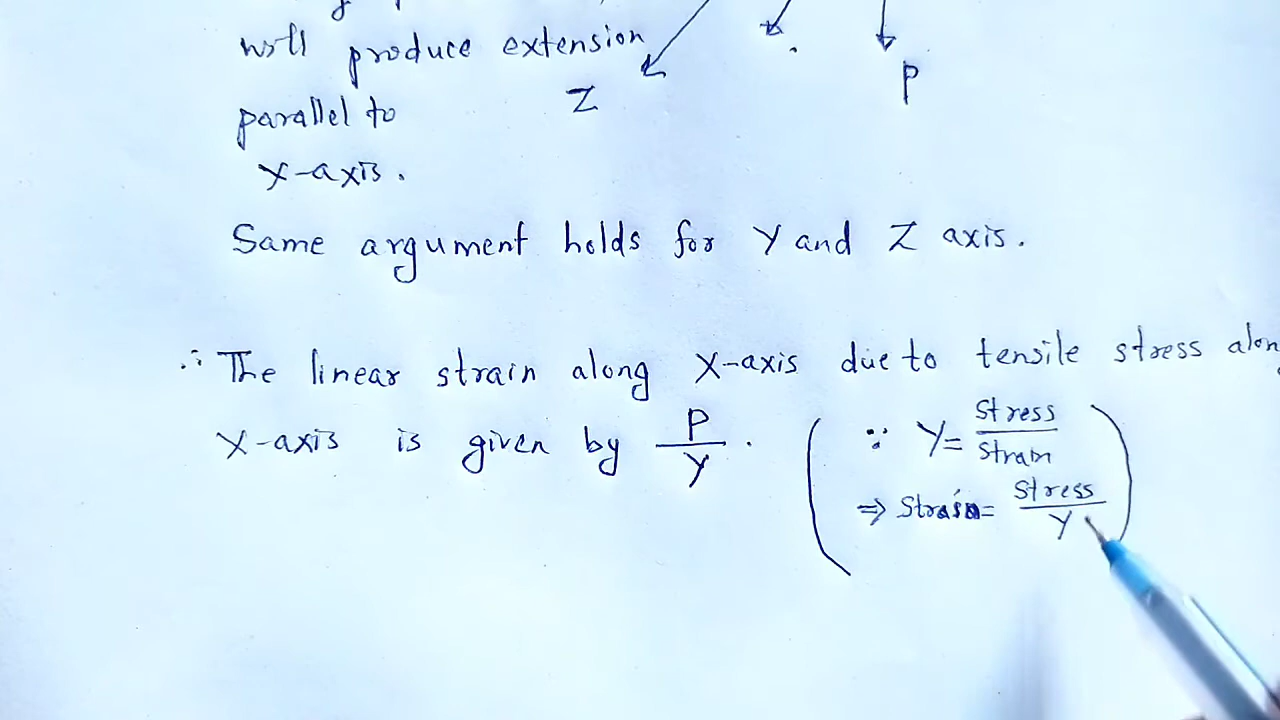 will produce extension
Z
P
parallel to
X-axis.
Same argument holds for Y and Z axis.
∴ The linear strain along X-axis due to tensile stress alon
X-axis is given by P/Y . ( ∵ Y = Stress/Strain
⇒ Strain = Stress/Y )